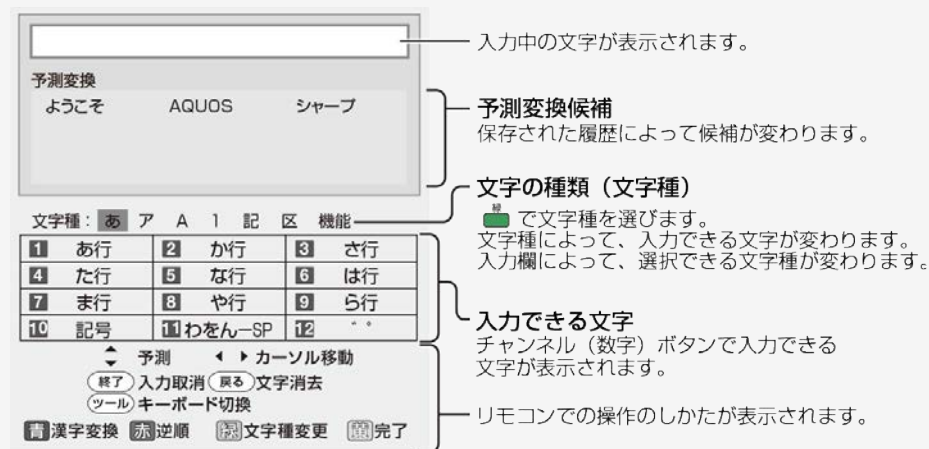 入力中の文字が表示されます。
予測変換
ようこそ AQUOS シャープ
予測変換候補
保存された履歴によって候補が変わります。
文字の種類（文字種）
緑
で文字種を選びます。
文字種によって、入力できる文字が変わります。
入力欄によって、選択できる文字種が変わります。
文字種： あ ア A 1 記 区 機能
1 あ行 2 か行 3 さ行
4 た行 5 な行 6 は行
7 ま行 8 や行 9 ら行
10 記号 11 わをんーSP 12 ゛゜
入力できる文字
チャンネル（数字）ボタンで入力できる
文字が表示されます。
予測 カーソル移動
終了 入力取消 戻る 文字消去
ツール キーボード切換
青 漢字変換 赤 逆順 緑 文字種変更 黄 完了
リモコンでの操作のしかたが表示されます。